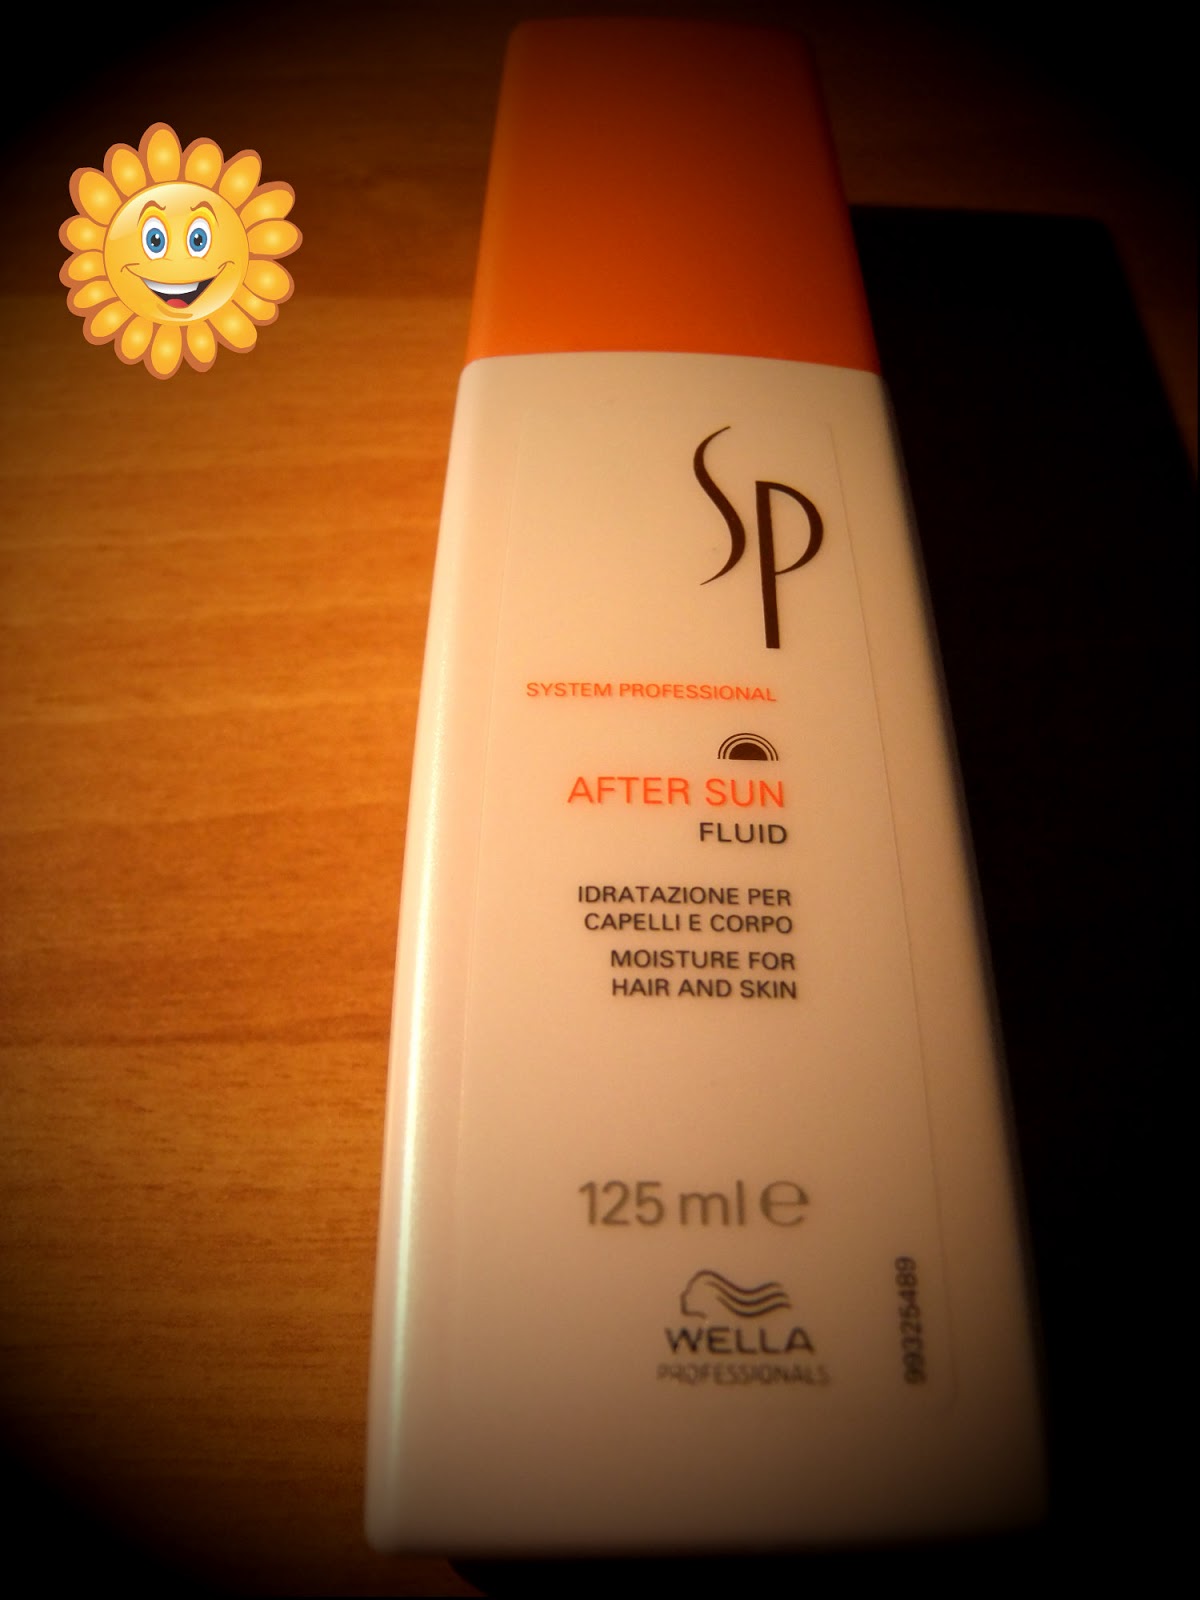 SP
SYSTEM PROFESSIONAL
AFTER SUN
FLUID
IDRATAZIONE PER
CAPELLI E CORPO
MOISTURE FOR
HAIR AND SKIN
125 ml e
WELLA
PROFESSIONALS
99325489